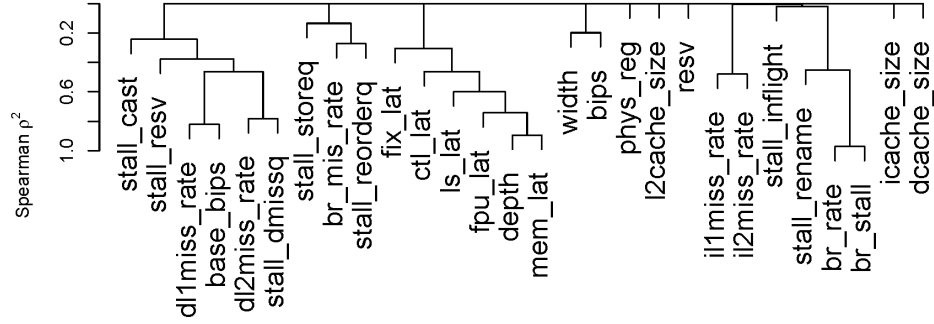 Spearman ρ²
0.2
0.6
1.0
stall_cast
stall_resv
dl1miss_rate
base_bips
dl2miss_rate
stall_dmissq
stall_storeq
br_mis_rate
stall_reorderq
fix_lat
ctl_lat
ls_lat
fpu_lat
depth
mem_lat
width
bips
phys_reg
l2cache_size
resv
il1miss_rate
il2miss_rate
stall_inflight
stall_rename
br_rate
br_stall
icache_size
dcache_size